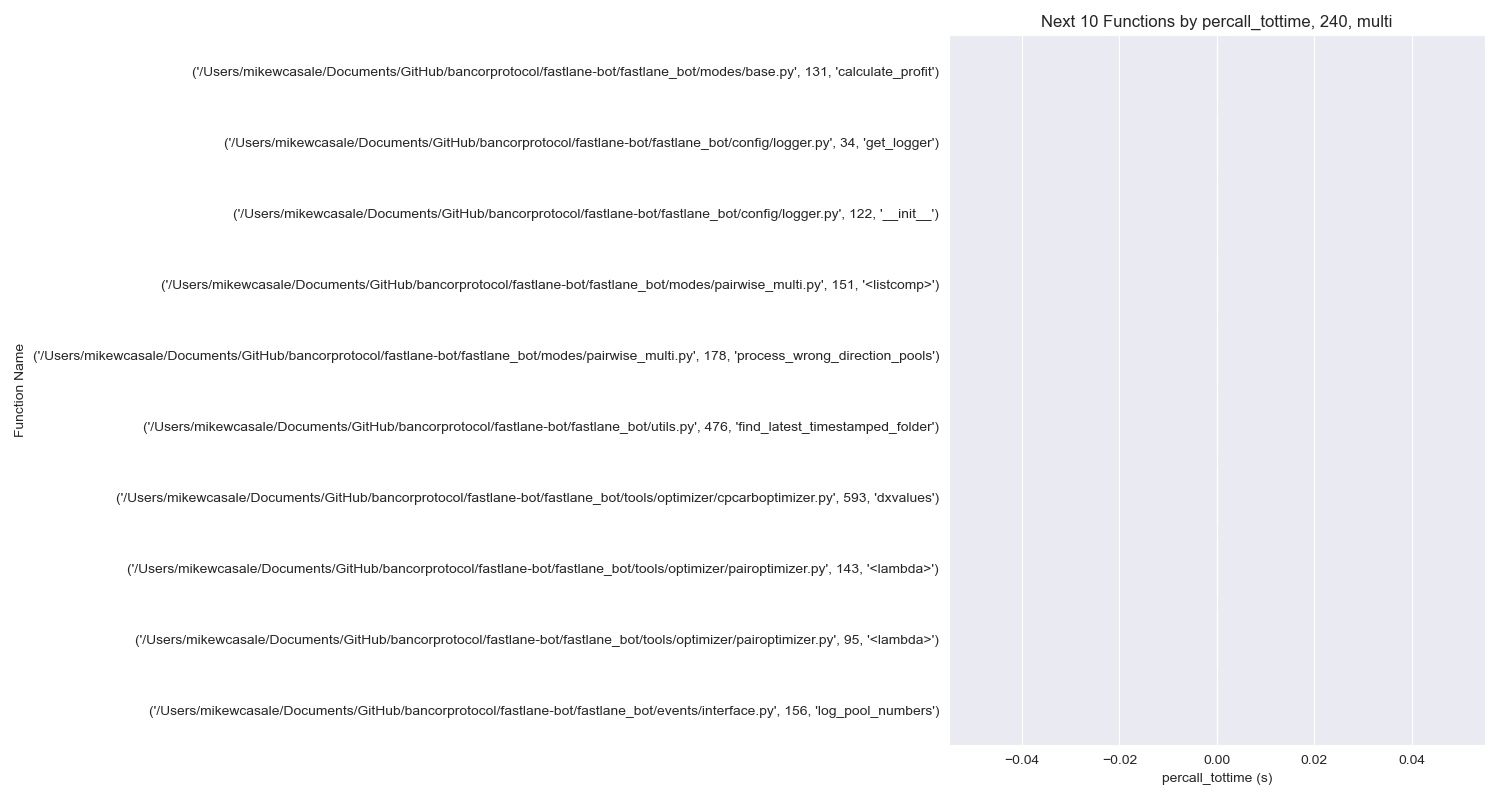 Next 10 Functions by percall_tottime, 240, multi
('/Users/mikewcasale/Documents/GitHub/bancorprotocol/fastlane-bot/fastlane_bot/modes/base.py', 131, 'calculate_profit')
('/Users/mikewcasale/Documents/GitHub/bancorprotocol/fastlane-bot/fastlane_bot/config/logger.py', 34, 'get_logger')
('/Users/mikewcasale/Documents/GitHub/bancorprotocol/fastlane-bot/fastlane_bot/config/logger.py', 122, '__init__')
('/Users/mikewcasale/Documents/GitHub/bancorprotocol/fastlane-bot/fastlane_bot/modes/pairwise_multi.py', 151, '<listcomp>')
Function Name
('/Users/mikewcasale/Documents/GitHub/bancorprotocol/fastlane-bot/fastlane_bot/modes/pairwise_multi.py', 178, 'process_wrong_direction_pools')
('/Users/mikewcasale/Documents/GitHub/bancorprotocol/fastlane-bot/fastlane_bot/utils.py', 476, 'find_latest_timestamped_folder')
('/Users/mikewcasale/Documents/GitHub/bancorprotocol/fastlane-bot/fastlane_bot/tools/optimizer/cpcarboptimizer.py', 593, 'dxvalues')
('/Users/mikewcasale/Documents/GitHub/bancorprotocol/fastlane-bot/fastlane_bot/tools/optimizer/pairoptimizer.py', 143, '<lambda>')
('/Users/mikewcasale/Documents/GitHub/bancorprotocol/fastlane-bot/fastlane_bot/tools/optimizer/pairoptimizer.py', 95, '<lambda>')
('/Users/mikewcasale/Documents/GitHub/bancorprotocol/fastlane-bot/fastlane_bot/events/interface.py', 156, 'log_pool_numbers')
−0.04 −0.02 0.00 0.02 0.04
percall_tottime (s)